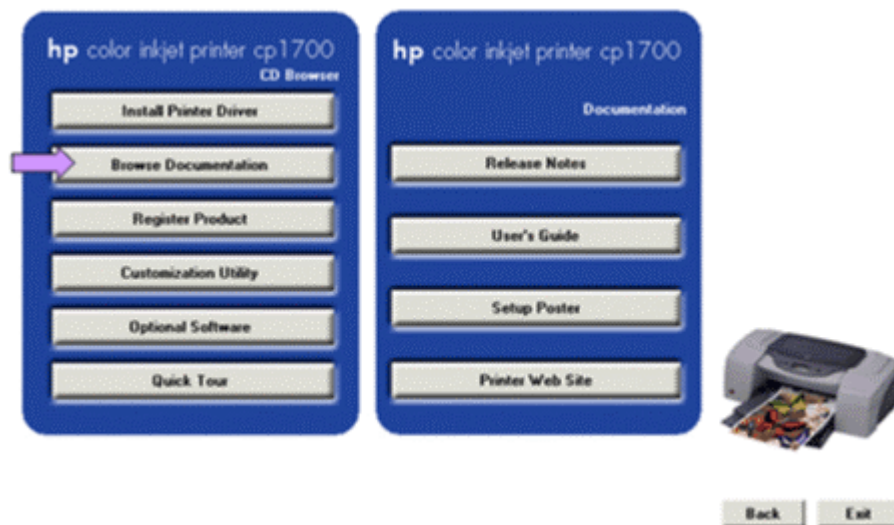 hp color inkjet printer cp1700
CD Browser
Install Printer Driver
Browse Documentation
Register Product
Customization Utility
Optional Software
Quick Tour
hp color inkjet printer cp1700
Documentation
Release Notes
User's Guide
Setup Poster
Printer Web Site
Back
Exit